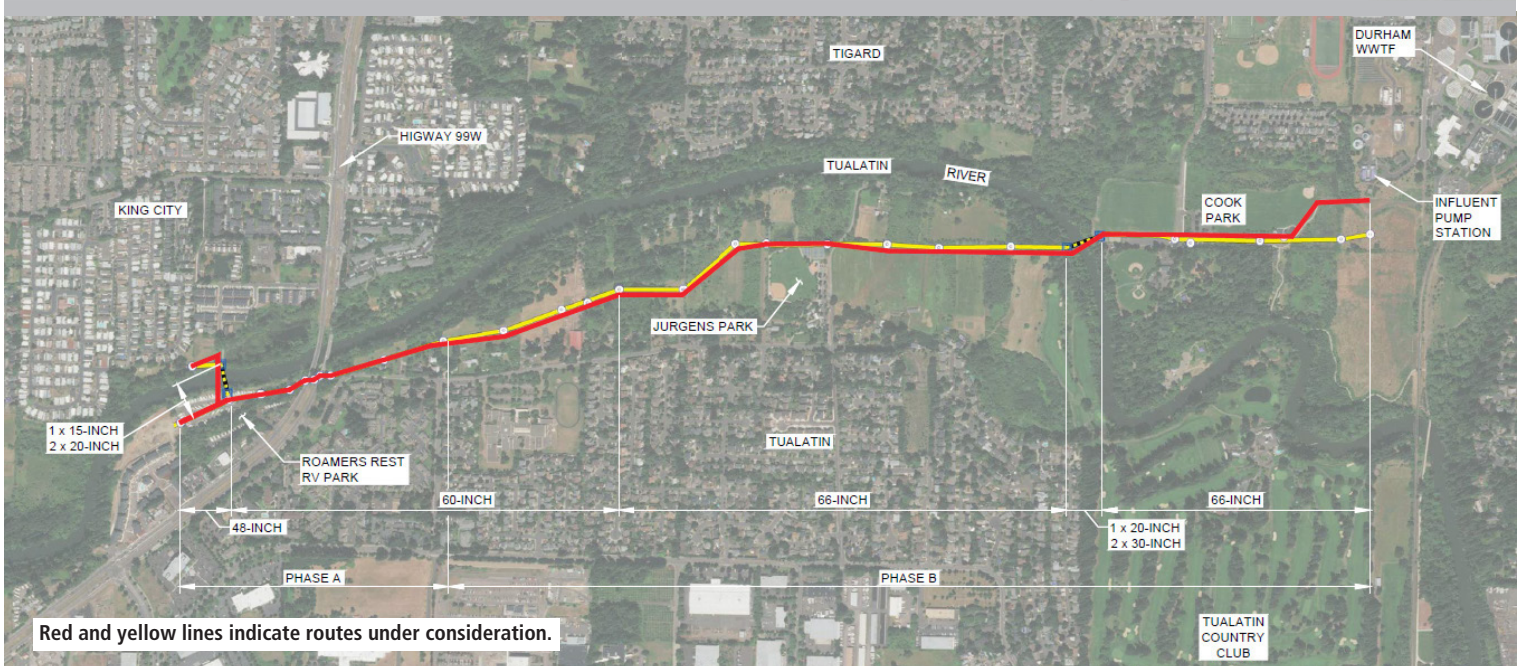 DURHAM
WWTF
TIGARD
HIGWAY 99W
TUALATIN
RIVER
KING CITY
COOK
PARK
INFLUENT
PUMP
STATION
JURGENS PARK
1 x 15-INCH
2 x 20-INCH
TUALATIN
ROAMERS REST
RV PARK
60-INCH
66-INCH
66-INCH
48-INCH
1 x 20-INCH
2 x 30-INCH
PHASE A
PHASE B
TUALATIN
COUNTRY
CLUB
Red and yellow lines indicate routes under consideration.